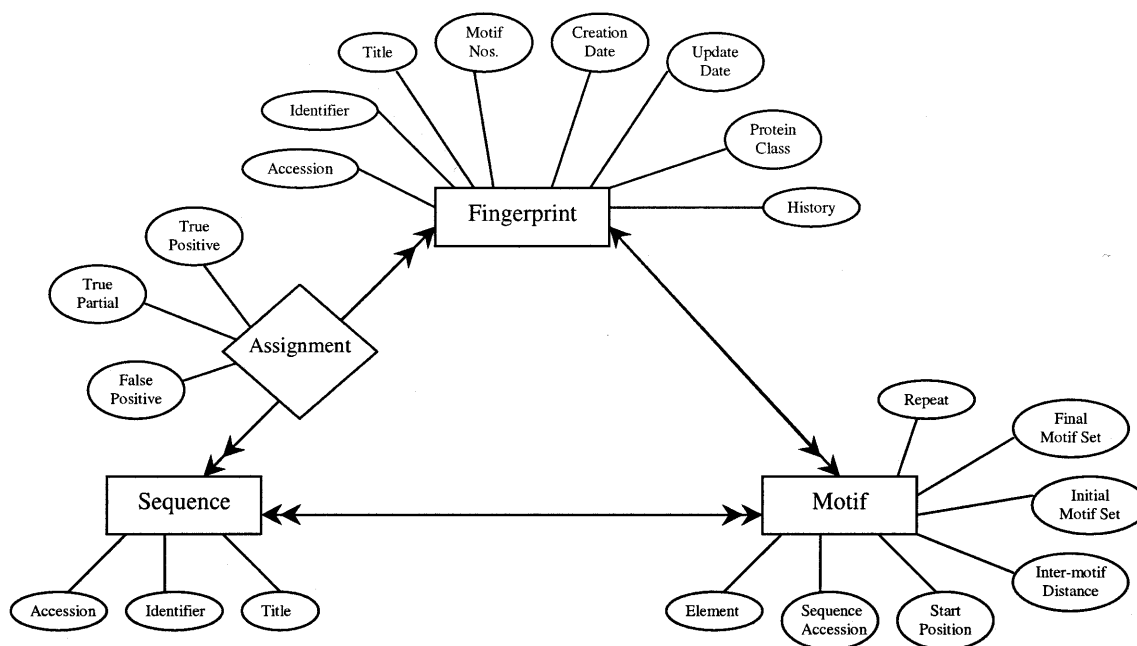 Motif
Nos.
Creation
Date
Title
Update
Date
Identifier
Protein
Class
Accession
Fingerprint
History
True
Positive
True
Partial
Assignment
False
Positive
Repeat
Final
Motif Set
Sequence
Motif
Initial
Motif Set
Inter-motif
Distance
Accession
Identifier
Title
Element
Sequence
Accession
Start
Position